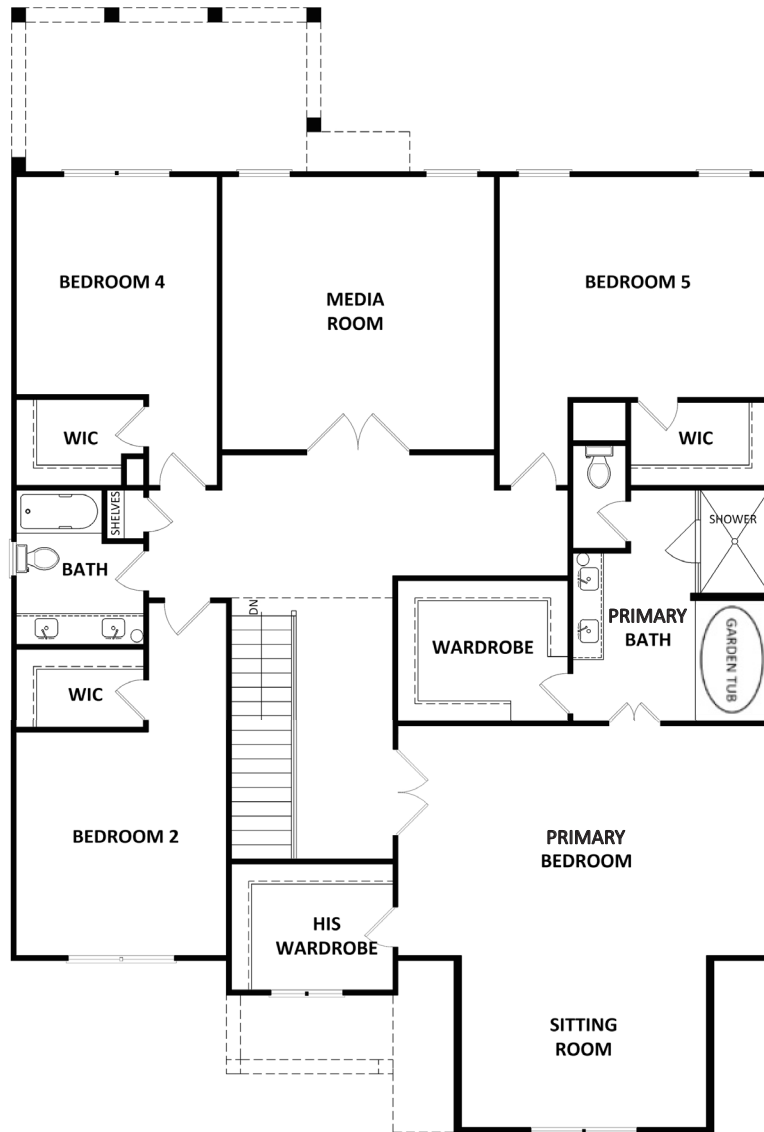 BEDROOM 4
MEDIA
ROOM
BEDROOM 5
WIC
WIC
SHELVES
SHOWER
BATH
DN
PRIMARY
BATH
GARDEN TUB
WARDROBE
WIC
BEDROOM 2
PRIMARY
BEDROOM
HIS
WARDROBE
SITTING
ROOM